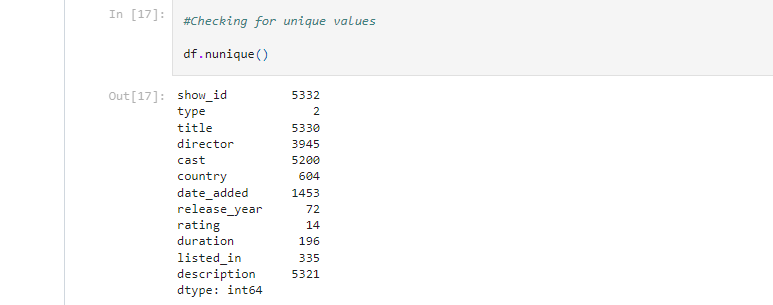 In [17]:
#Checking for unique values
df.nunique()
Out[17]:
show_id 5332
type 2
title 5330
director 3945
cast 5200
country 604
date_added 1453
release_year 72
rating 14
duration 196
listed_in 335
description 5321
dtype: int64